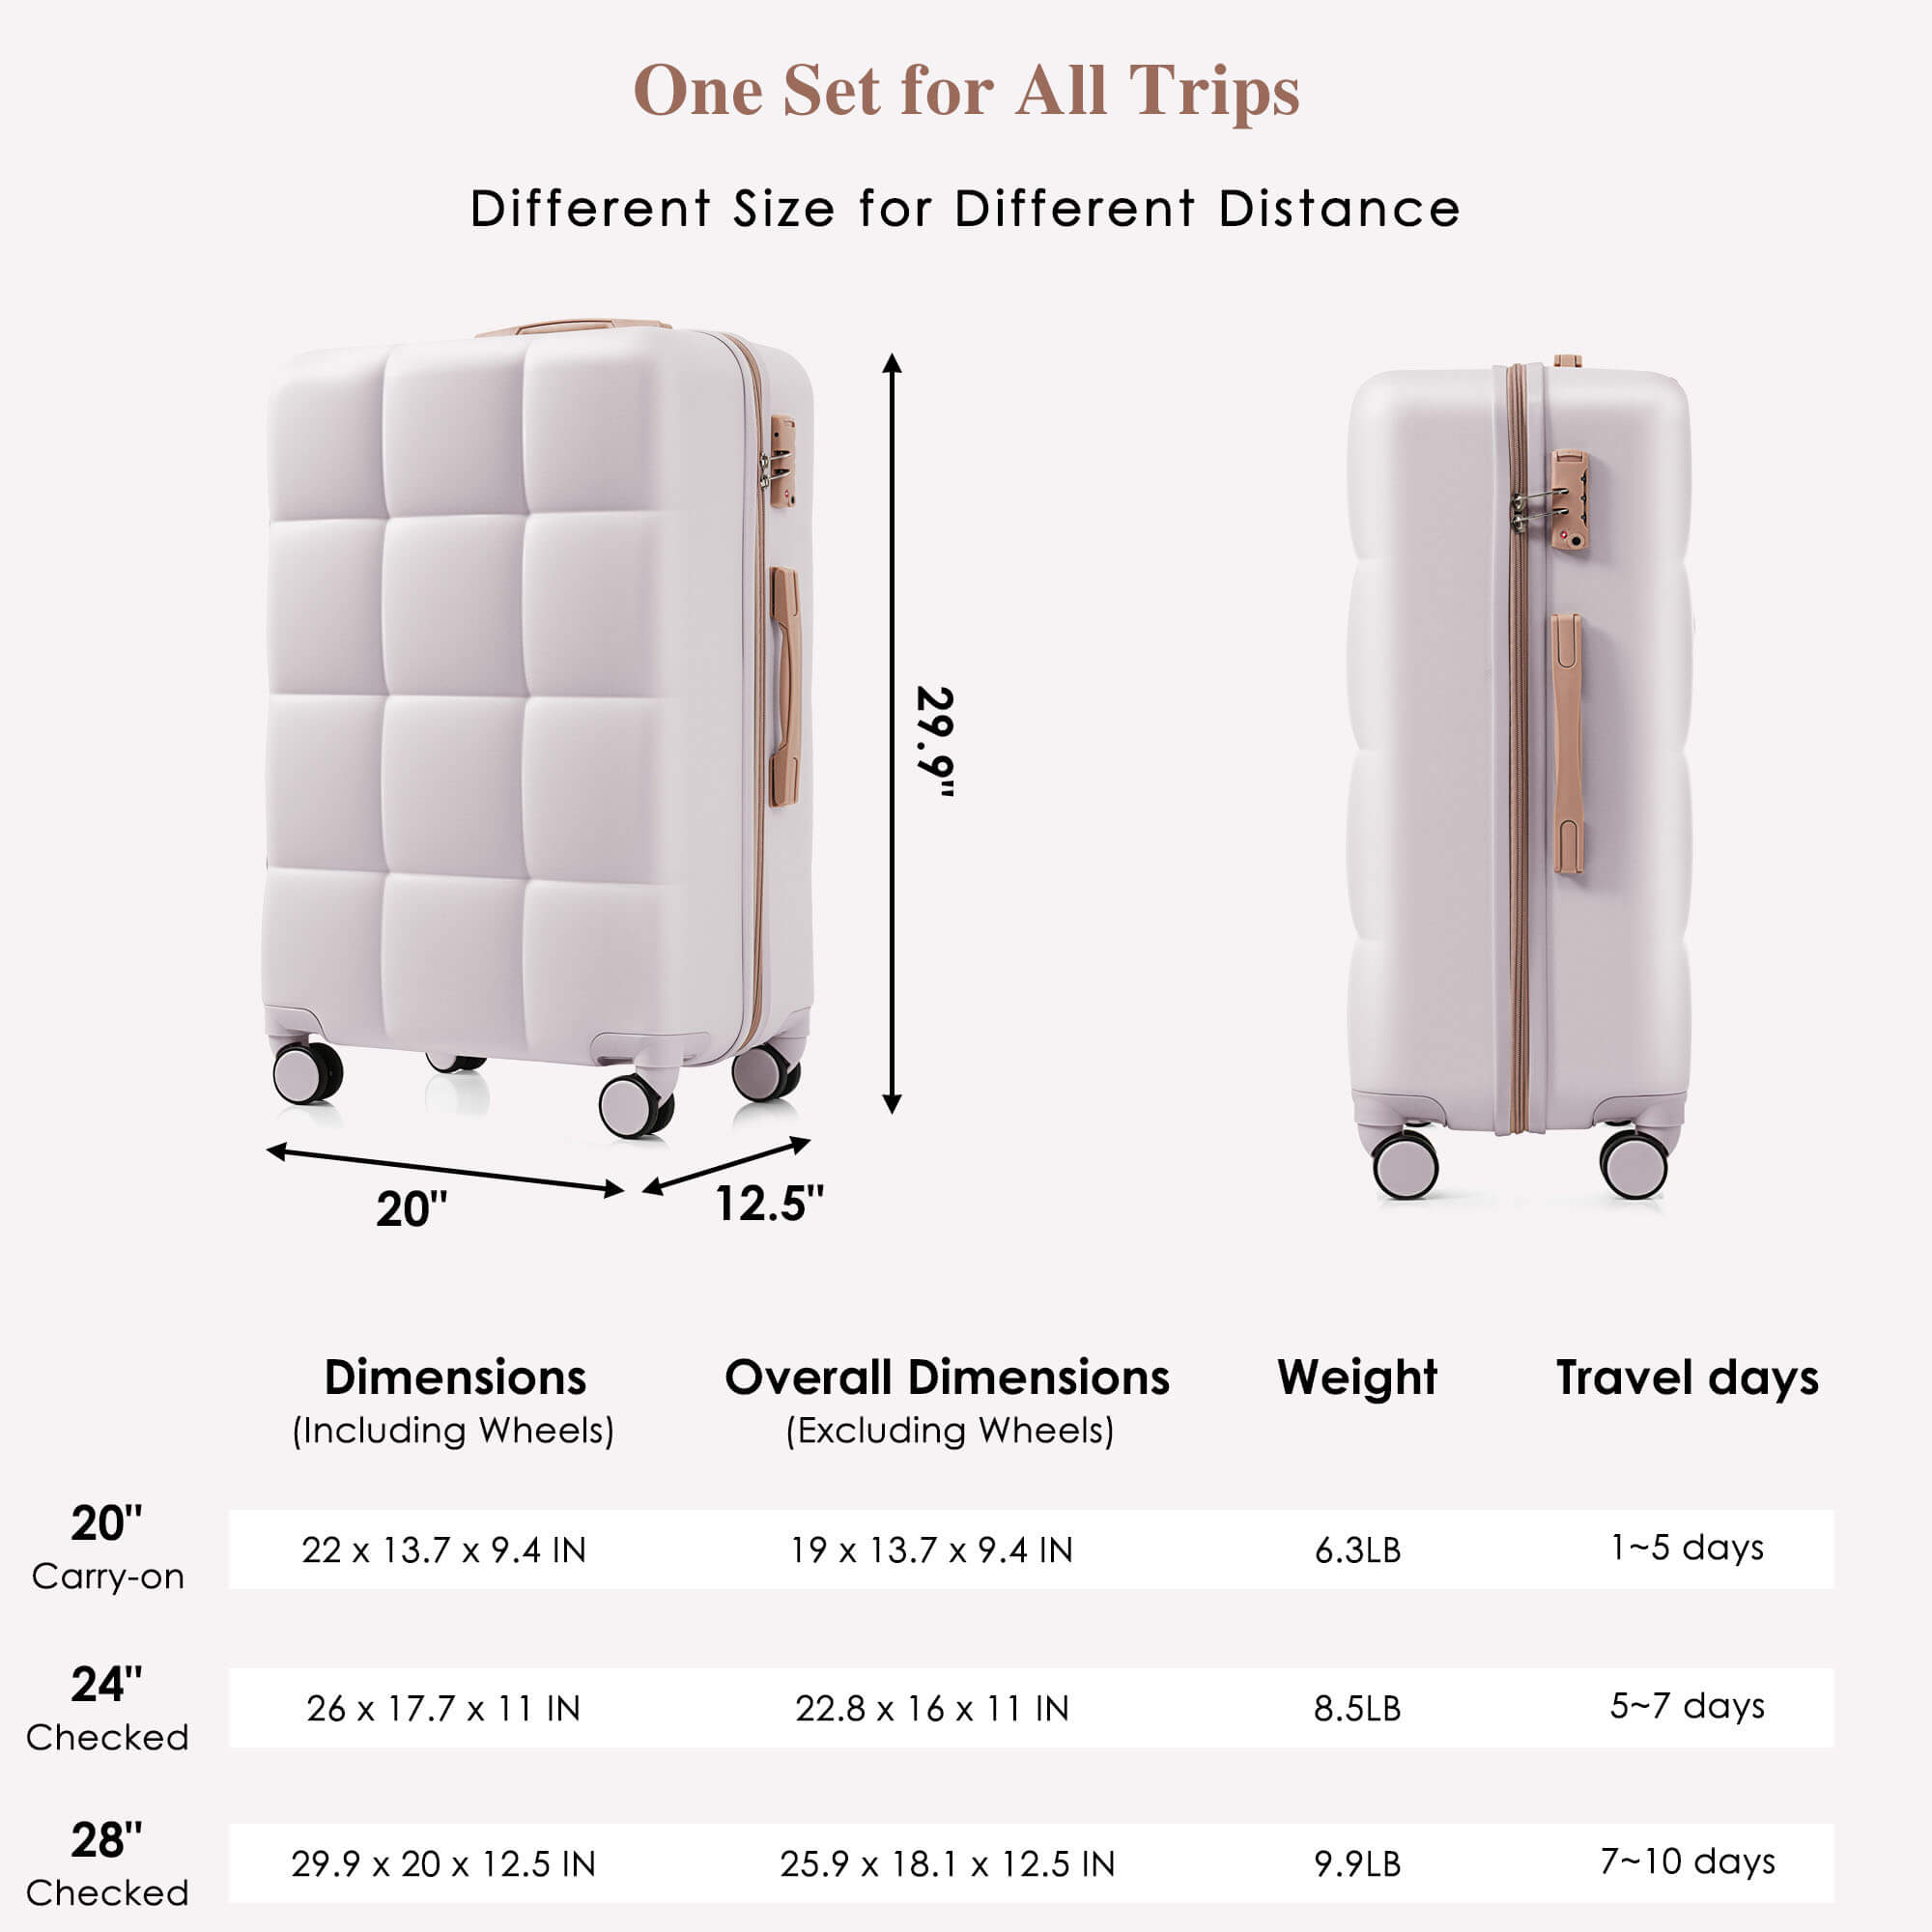 One Set for All Trips
Different Size for Different Distance
29.9"
20"
12.5"
Dimensions Overall Dimensions Weight Travel days
(Including Wheels) (Excluding Wheels)
20"
Carry-on
22 x 13.7 x 9.4 IN 19 x 13.7 x 9.4 IN 6.3LB 1~5 days
24"
Checked
26 x 17.7 x 11 IN 22.8 x 16 x 11 IN 8.5LB 5~7 days
28"
Checked
29.9 x 20 x 12.5 IN 25.9 x 18.1 x 12.5 IN 9.9LB 7~10 days